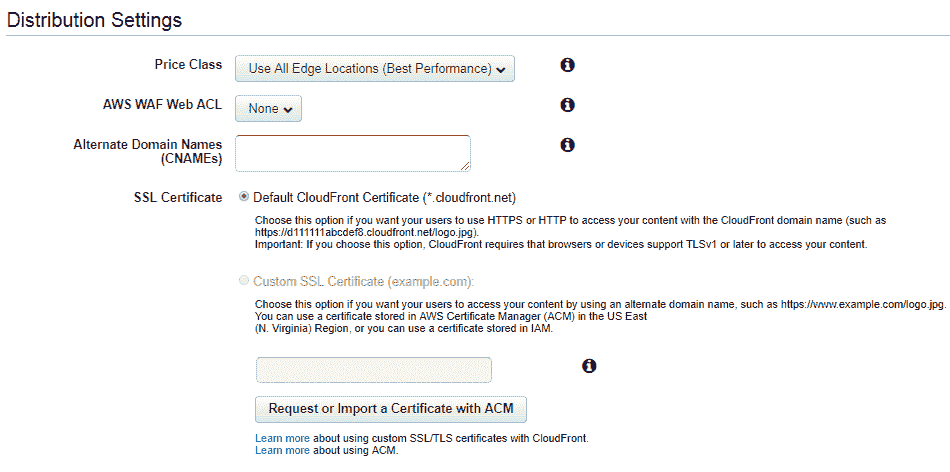 Distribution Settings
Price Class
Use All Edge Locations (Best Performance)
AWS WAF Web ACL
None
Alternate Domain Names
(CNAMEs)
SSL Certificate
Default CloudFront Certificate (*.cloudfront.net)
Choose this option if you want your users to use HTTPS or HTTP to access your content with the CloudFront domain name (such as
https://d111111abcdef8.cloudfront.net/logo.jpg).
Important: If you choose this option, CloudFront requires that browsers or devices support TLSv1 or later to access your content.
Custom SSL Certificate (example.com):
Choose this option if you want your users to access your content by using an alternate domain name, such as https://www.example.com/logo.jpg.
You can use a certificate stored in AWS Certificate Manager (ACM) in the US East
(N. Virginia) Region, or you can use a certificate stored in IAM.
Request or Import a Certificate with ACM
Learn more about using custom SSL/TLS certificates with CloudFront.
Learn more about using ACM.